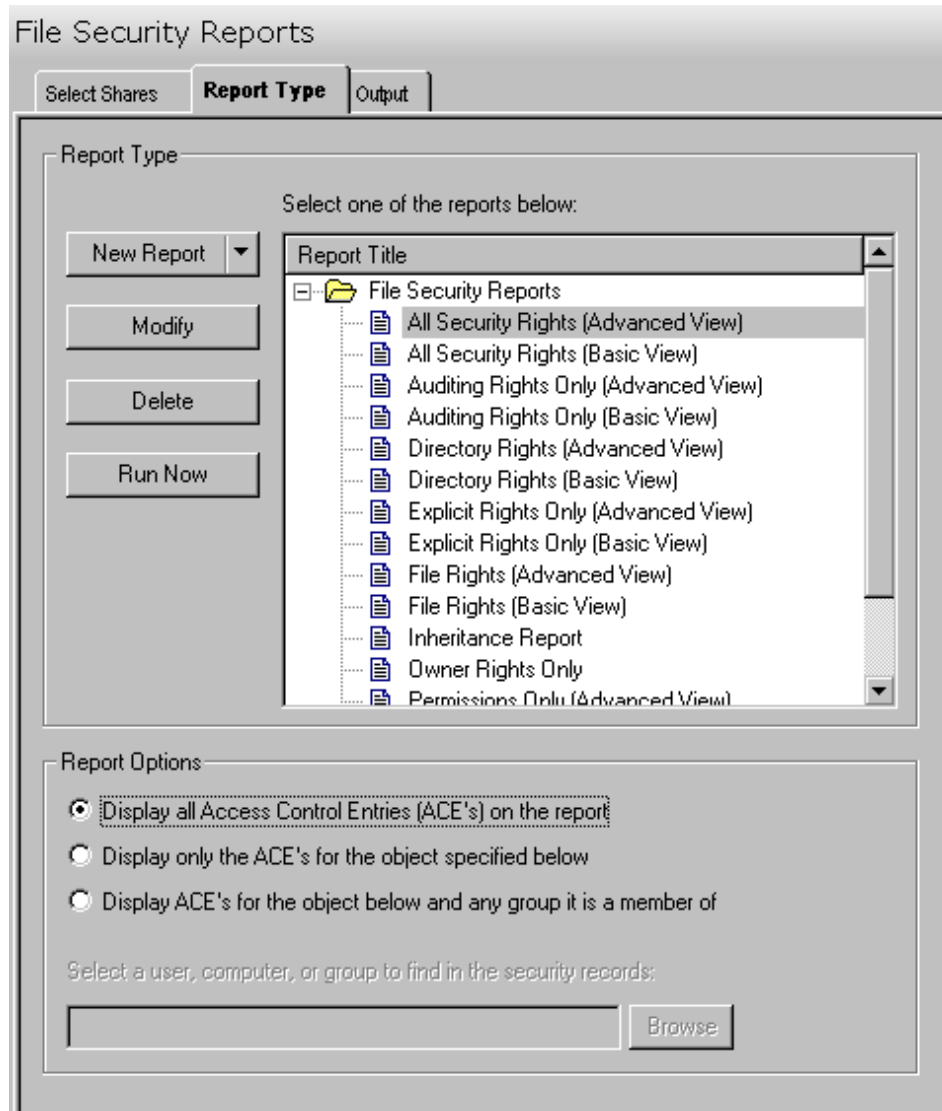 File Security Reports
Select Shares
Report Type
Output
Report Type
Select one of the reports below:
New Report
Modify
Delete
Run Now
Report Title
File Security Reports
All Security Rights (Advanced View)
All Security Rights (Basic View)
Auditing Rights Only (Advanced View)
Auditing Rights Only (Basic View)
Directory Rights (Advanced View)
Directory Rights (Basic View)
Explicit Rights Only (Advanced View)
Explicit Rights Only (Basic View)
File Rights (Advanced View)
File Rights (Basic View)
Inheritance Report
Owner Rights Only
Permissions Only (Advanced View)
Report Options
Display all Access Control Entries (ACE's) on the report
Display only the ACE's for the object specified below
Display ACE's for the object below and any group it is a member of
Select a user, computer, or group to find in the security records:
Browse